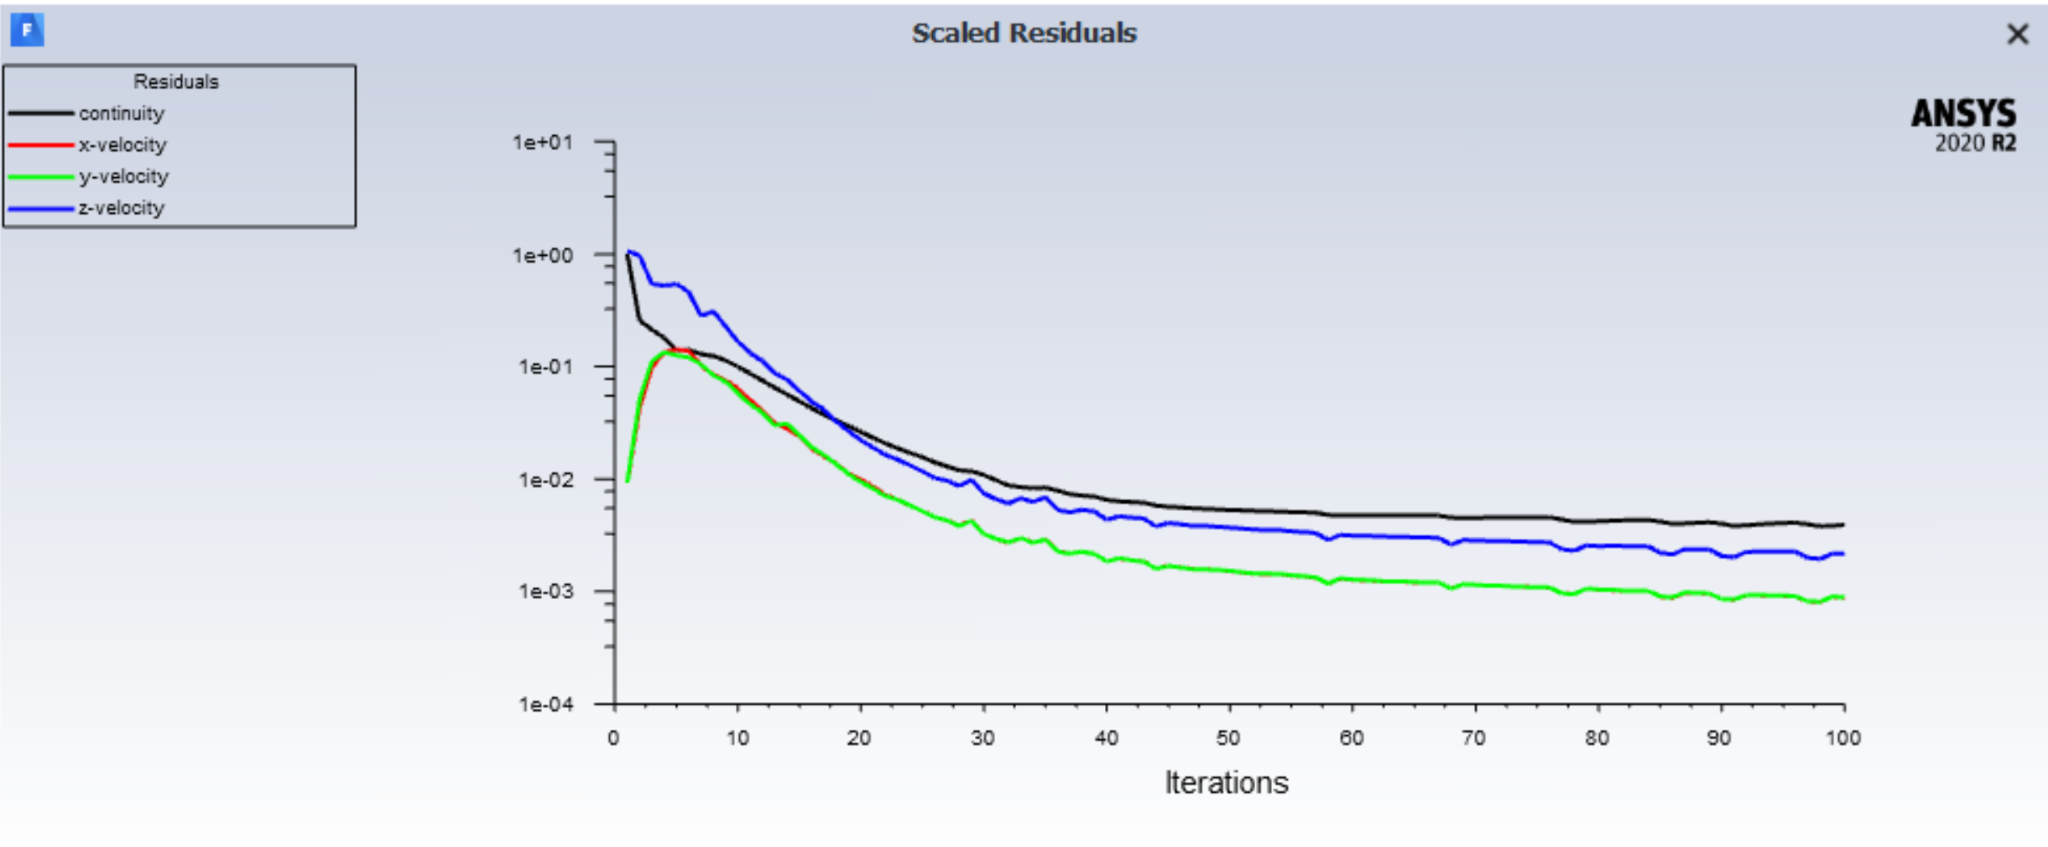 F
Scaled Residuals
Residuals
continuity
x-velocity
y-velocity
z-velocity
ANSYS
2020 R2
1e+01
1e+00
1e-01
1e-02
1e-03
1e-04
0 10 20 30 40 50 60 70 80 90 100
Iterations